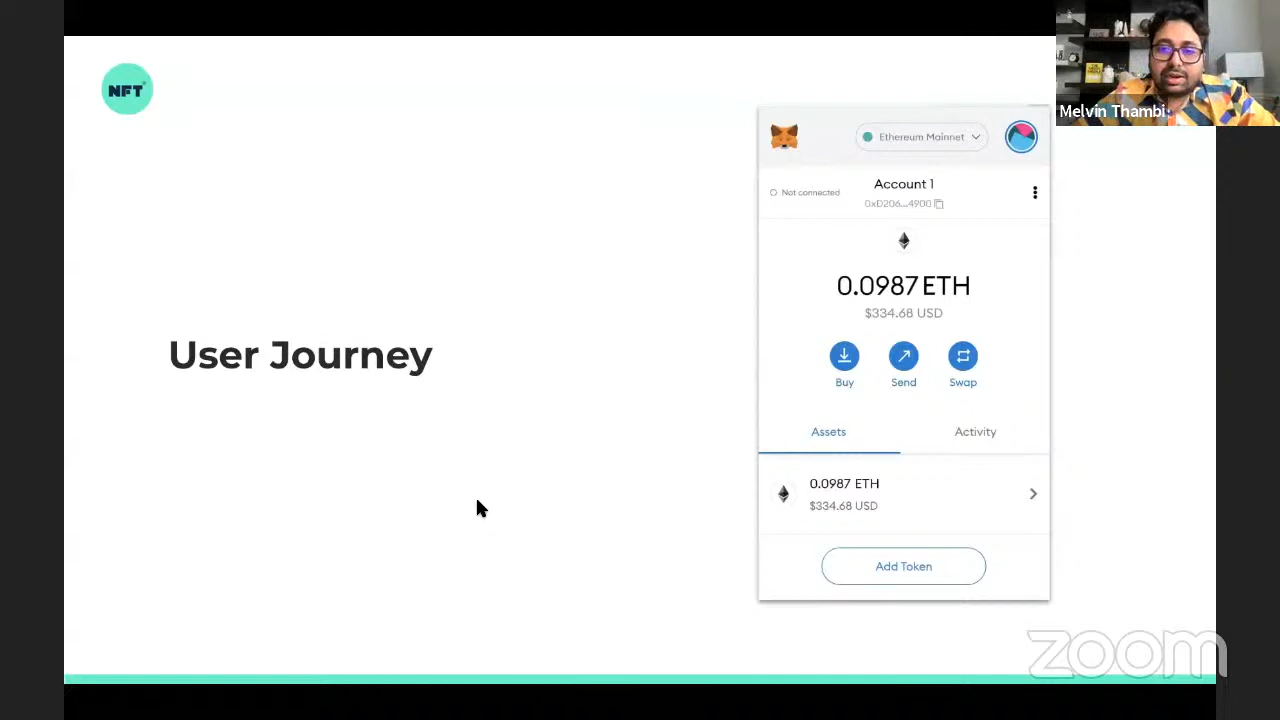 NFT
Melvin Thambi
Ethereum Mainnet
Not connected
Account 1
0xD206...4900
0.0987 ETH
$334.68 USD
Buy
Send
Swap
User Journey
Assets
Activity
0.0987 ETH
$334.68 USD
Add Token
zoom